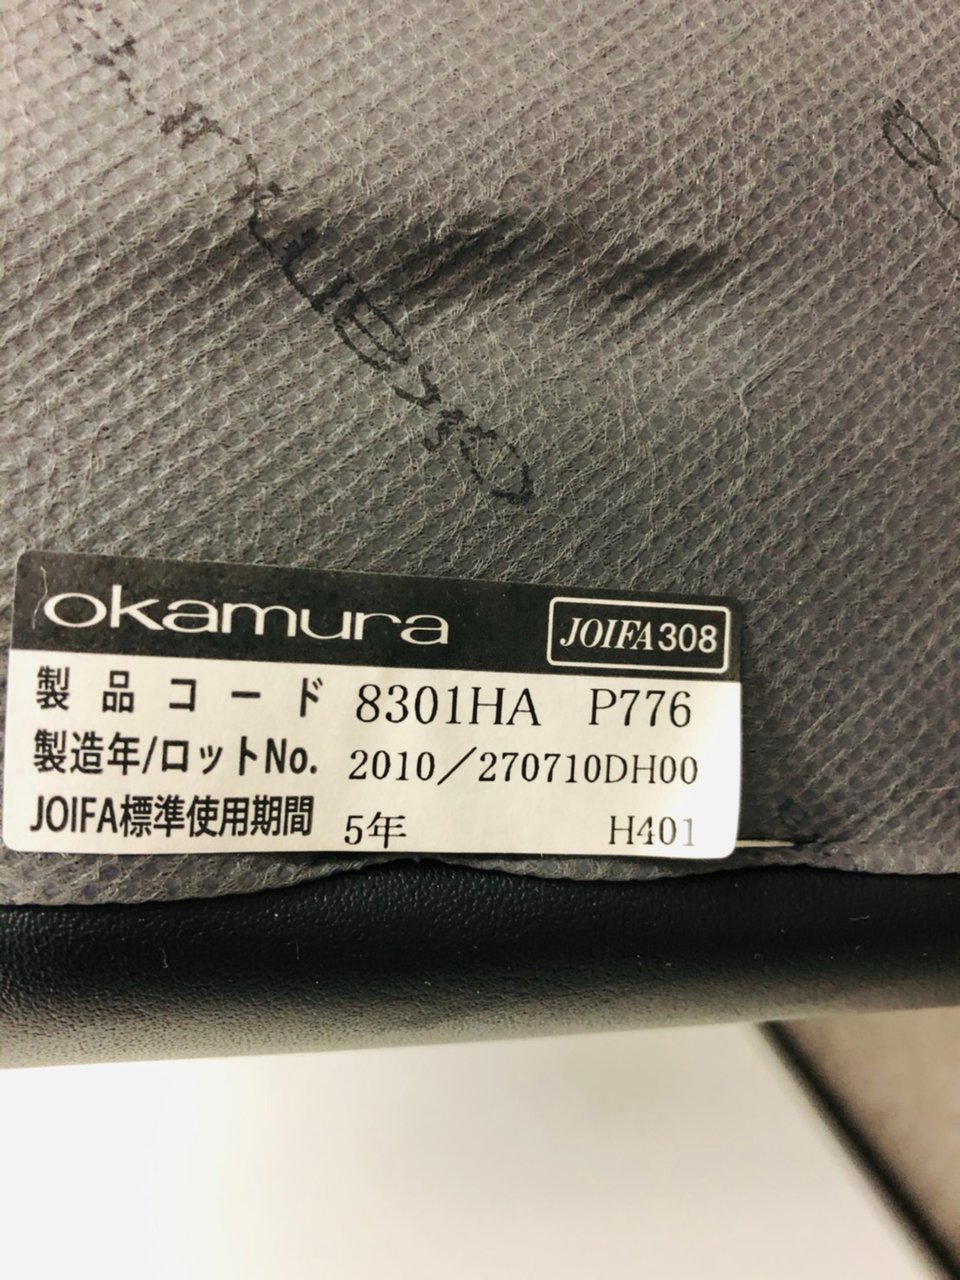 okamura
JOIFA308
製品コード 8301HA P776
製造年/ロットNo. 2010/270710DH00
JOIFA標準使用期間 5年 H401